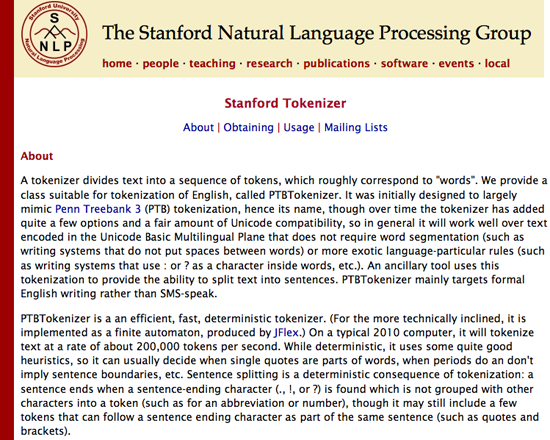 Stanford University
S
NLP
Natural Language Processing
The Stanford Natural Language Processing Group
home · people · teaching · research · publications · software · events · local
Stanford Tokenizer
About | Obtaining | Usage | Mailing Lists
About
A tokenizer divides text into a sequence of tokens, which roughly correspond to "words". We provide a
class suitable for tokenization of English, called PTBTokenizer. It was initially designed to largely
mimic Penn Treebank 3 (PTB) tokenization, hence its name, though over time the tokenizer has added
quite a few options and a fair amount of Unicode compatibility, so in general it will work well over text
encoded in the Unicode Basic Multilingual Plane that does not require word segmentation (such as
writing systems that do not put spaces between words) or more exotic language-particular rules (such
as writing systems that use : or ? as a character inside words, etc.). An ancillary tool uses this
tokenization to provide the ability to split text into sentences. PTBTokenizer mainly targets formal
English writing rather than SMS-speak.
PTBTokenizer is a an efficient, fast, deterministic tokenizer. (For the more technically inclined, it is
implemented as a finite automaton, produced by JFlex.) On a typical 2010 computer, it will tokenize
text at a rate of about 200,000 tokens per second. While deterministic, it uses some quite good
heuristics, so it can usually decide when single quotes are parts of words, when periods do an don't
imply sentence boundaries, etc. Sentence splitting is a deterministic consequence of tokenization: a
sentence ends when a sentence-ending character (., !, or ?) is found which is not grouped with other
characters into a token (such as for an abbreviation or number), though it may still include a few
tokens that can follow a sentence ending character as part of the same sentence (such as quotes and
brackets).